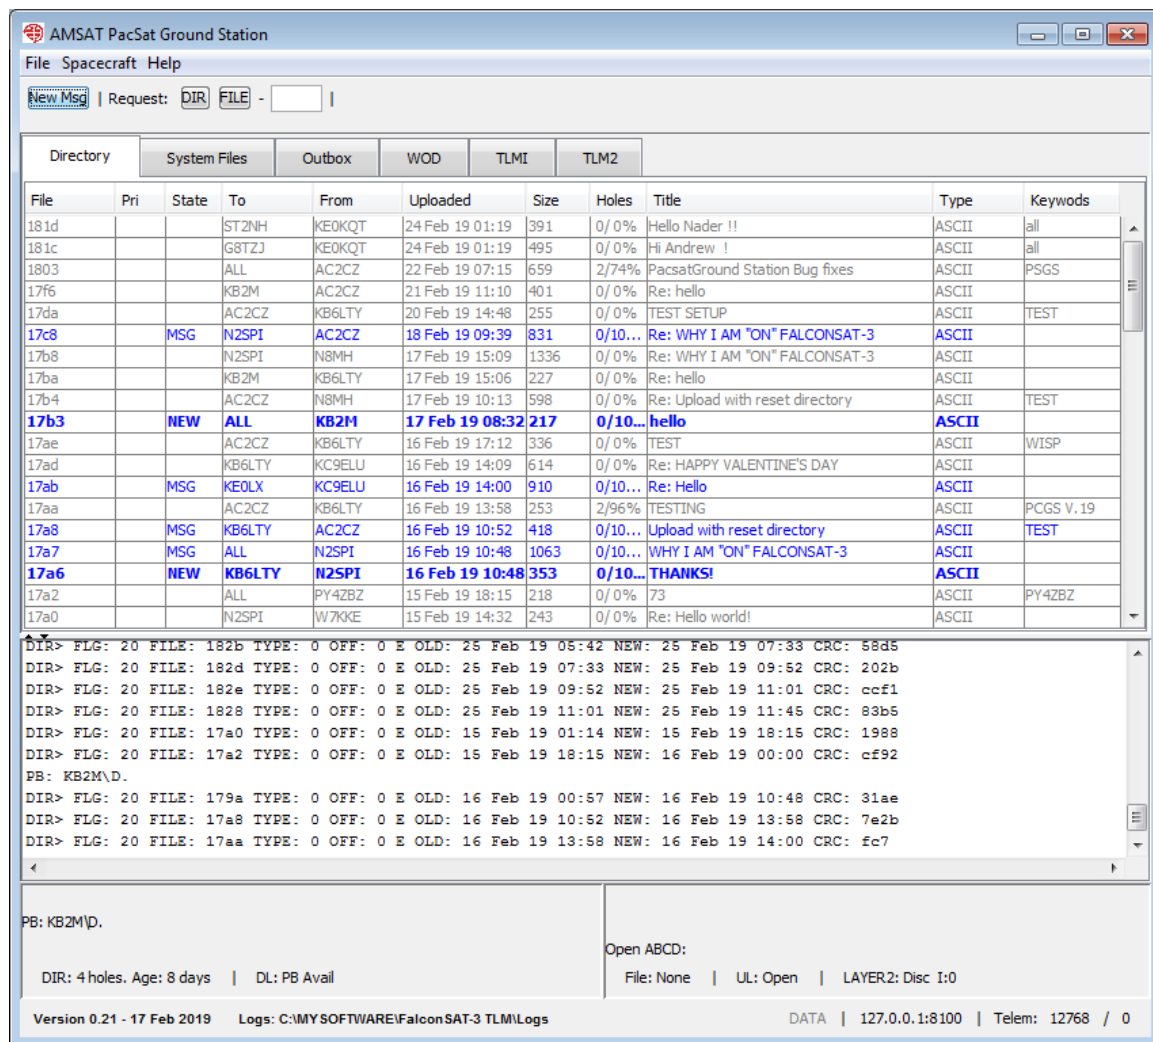 AMSAT PacSat Ground Station
File Spacecraft Help
New Msg | Request: DIR FILE - |
Directory System Files Outbox WOD TLMI TLM2
File Pri State To From Uploaded Size Holes Title Type Keywods
181d ST2NH KE0KQT 24 Feb 19 01:19 391 0/ 0% Hello Nader !! ASCII all
181c G8TZJ KE0KQT 24 Feb 19 01:19 495 0/ 0% Hi Andrew ! ASCII all
1803 ALL AC2CZ 22 Feb 19 07:15 659 2/74% PacsatGround Station Bug fixes ASCII PSGS
17f6 KB2M AC2CZ 21 Feb 19 11:10 401 0/ 0% Re: hello ASCII
17da AC2CZ KB6LTY 20 Feb 19 14:48 255 0/ 0% TEST SETUP ASCII TEST
17c8 MSG N2SPI AC2CZ 18 Feb 19 09:39 831 0/10... Re: WHY I AM "ON" FALCONSAT-3 ASCII
17b8 N2SPI N8MH 17 Feb 19 15:09 1336 0/ 0% Re: WHY I AM "ON" FALCONSAT-3 ASCII
17ba KB2M KB6LTY 17 Feb 19 15:06 227 0/ 0% Re: hello ASCII
17b4 AC2CZ N8MH 17 Feb 19 10:13 598 0/ 0% Re: Upload with reset directory ASCII TEST
17b3 NEW ALL KB2M 17 Feb 19 08:32 217 0/10... hello ASCII
17ae AC2CZ KB6LTY 16 Feb 19 17:12 336 0/ 0% TEST ASCII WISP
17ad KB6LTY KC9ELU 16 Feb 19 14:09 614 0/ 0% Re: HAPPY VALENTINE'S DAY ASCII
17ab MSG KE0LX KC9ELU 16 Feb 19 14:00 910 0/10... Re: Hello ASCII
17aa AC2CZ KB6LTY 16 Feb 19 13:58 253 2/96% TESTING ASCII PCGS V.19
17a8 MSG KB6LTY AC2CZ 16 Feb 19 10:52 418 0/10... Upload with reset directory ASCII TEST
17a7 MSG ALL N2SPI 16 Feb 19 10:48 1063 0/10... WHY I AM "ON" FALCONSAT-3 ASCII
17a6 NEW KB6LTY N2SPI 16 Feb 19 10:48 353 0/10... THANKS! ASCII
17a2 ALL PY4ZBZ 15 Feb 19 18:15 218 0/ 0% 73 ASCII PY4ZBZ
17a0 N2SPI W7KKE 15 Feb 19 14:32 243 0/ 0% Re: Hello world! ASCII
DIR> FLG: 20 FILE: 182b TYPE: 0 OFF: 0 E OLD: 25 Feb 19 05:42 NEW: 25 Feb 19 07:33 CRC: 58d5
DIR> FLG: 20 FILE: 182d TYPE: 0 OFF: 0 E OLD: 25 Feb 19 07:33 NEW: 25 Feb 19 09:52 CRC: 202b
DIR> FLG: 20 FILE: 182e TYPE: 0 OFF: 0 E OLD: 25 Feb 19 09:52 NEW: 25 Feb 19 11:01 CRC: ccf1
DIR> FLG: 20 FILE: 1828 TYPE: 0 OFF: 0 E OLD: 25 Feb 19 11:01 NEW: 25 Feb 19 11:45 CRC: 83b5
DIR> FLG: 20 FILE: 17a0 TYPE: 0 OFF: 0 E OLD: 15 Feb 19 01:14 NEW: 15 Feb 19 18:15 CRC: 1988
DIR> FLG: 20 FILE: 17a2 TYPE: 0 OFF: 0 E OLD: 15 Feb 19 18:15 NEW: 16 Feb 19 00:00 CRC: cf92
PB: KB2M\D.
DIR> FLG: 20 FILE: 179a TYPE: 0 OFF: 0 E OLD: 16 Feb 19 00:57 NEW: 16 Feb 19 10:48 CRC: 31ae
DIR> FLG: 20 FILE: 17a8 TYPE: 0 OFF: 0 E OLD: 16 Feb 19 10:52 NEW: 16 Feb 19 13:58 CRC: 7e2b
DIR> FLG: 20 FILE: 17aa TYPE: 0 OFF: 0 E OLD: 16 Feb 19 13:58 NEW: 16 Feb 19 14:00 CRC: fc7
PB: KB2M\D.
DIR: 4 holes. Age: 8 days | DL: PB Avail
Open ABCD:
File: None | UL: Open | LAYER2: Disc I:0
Version 0.21 - 17 Feb 2019 Logs: C:\MY SOFTWARE\FalconSAT-3 TLM\Logs DATA | 127.0.0.1:8100 | Telem: 12768 / 0